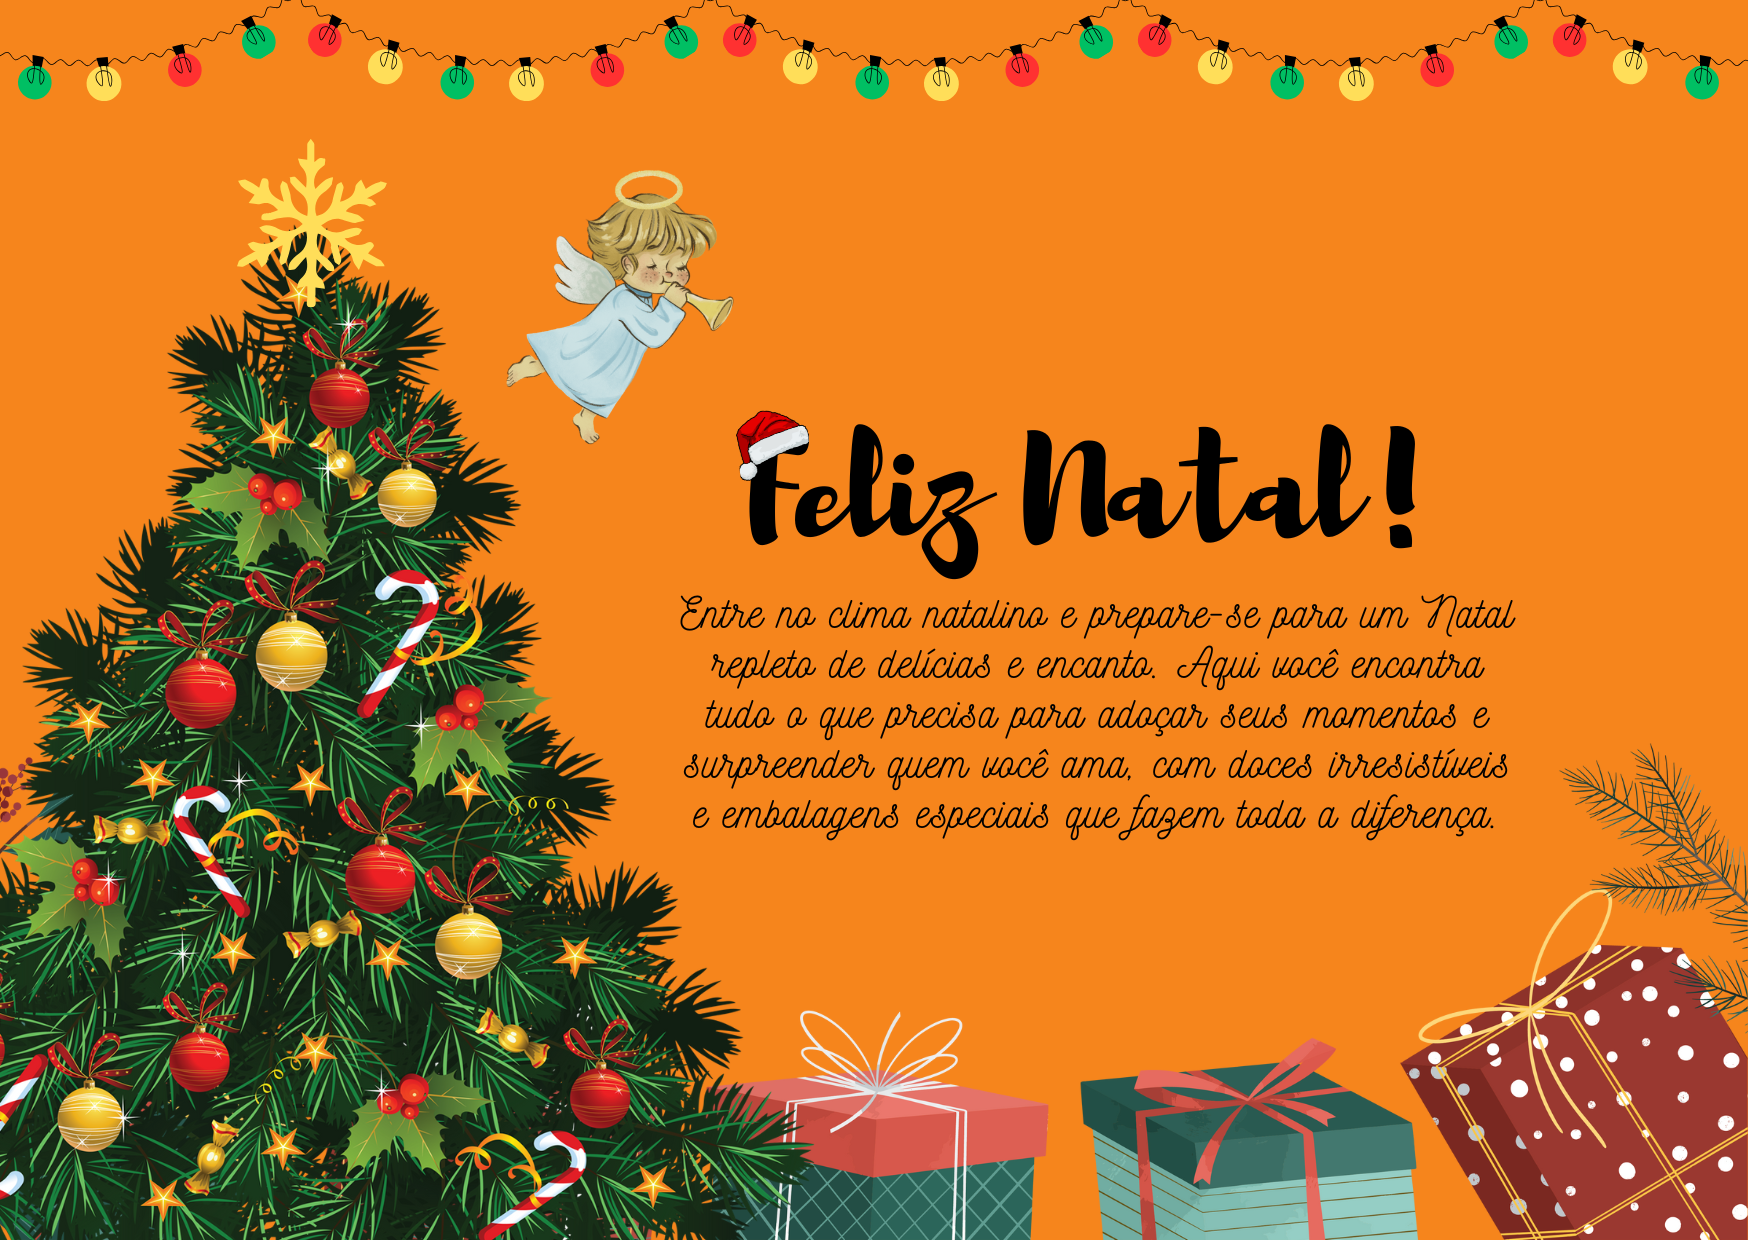 Feliz Natal!
Entre no clima natalino e prepare-se para um Natal
repleto de delícias e encanto. Aqui você encontra
tudo o que precisa para adoçar seus momentos e
surpreender quem você ama, com doces irresistíveis
e embalagens especiais que fazem toda a diferença.